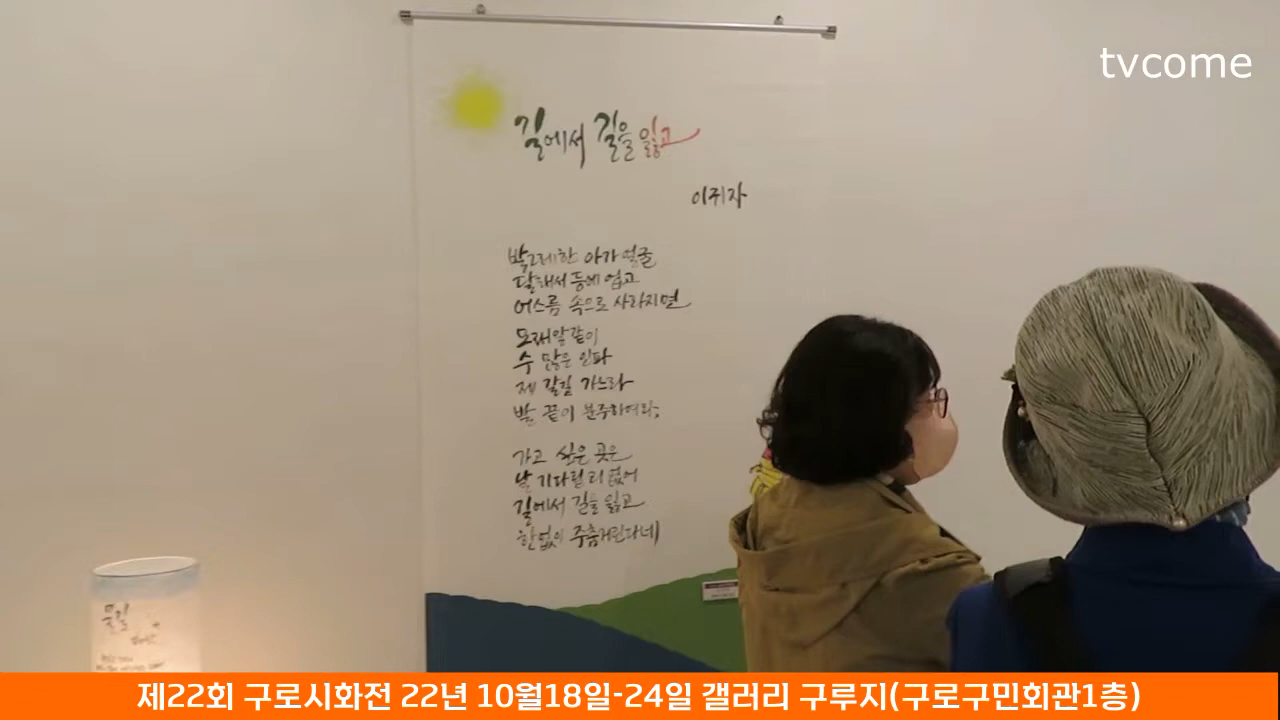 tvcome
길에서 길을 잃고
이귀자
발그레한 아가 얼굴
달래서 등에 업고
어스름 속으로 사라지면
모래알같이
수 많은 인파
제 갈길 가느라
발 끝이 분주하여라;
가고 싶은 곳은
날 기다릴 리 없어
길에서 길을 잃고
한없이 주춤거린다네
제22회 구로시화전 22년 10월18일-24일 갤러리 구루지(구로구민회관1층)